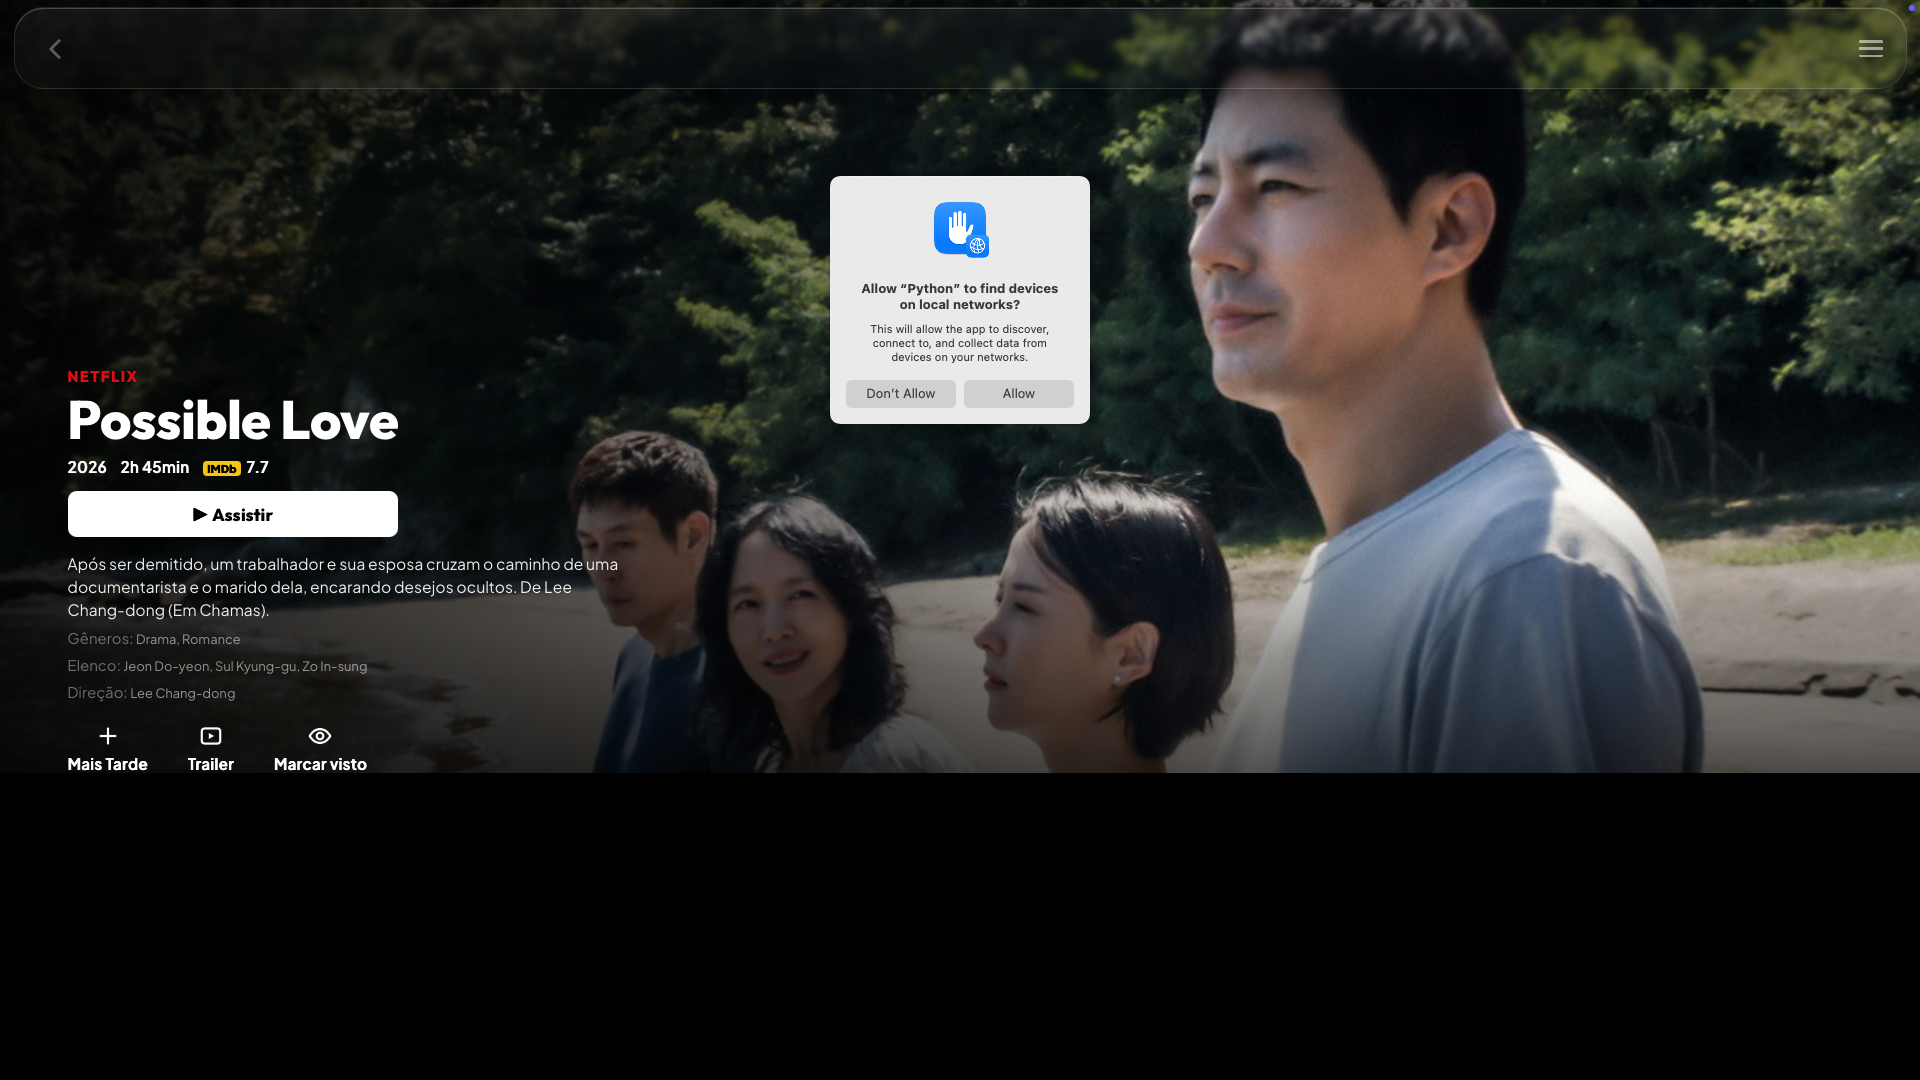 Allow “Python” to find devices
on local networks?
This will allow the app to discover,
connect to, and collect data from
devices on your networks.
Don’t Allow
Allow
NETFLIX
Possible Love
2026 2h 45min IMDb 7.7
Assistir
Após ser demitido, um trabalhador e sua esposa cruzam o caminho de uma
documentarista e o marido dela, encarando desejos ocultos. De Lee
Chang-dong (Em Chamas).
Gêneros: Drama, Romance
Elenco: Jeon Do-yeon, Sul Kyung-gu, Zo In-sung
Direção: Lee Chang-dong
Mais Tarde
Trailer
Marcar visto